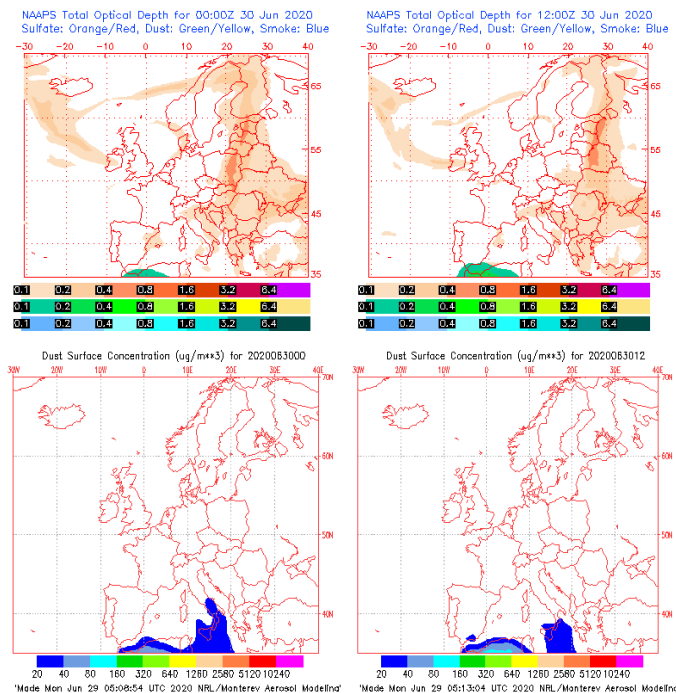 NAAPS Total Optical Depth for 00:00Z 30 Jun 2020
Sulfate: Orange/Red, Dust: Green/Yellow, Smoke: Blue
-30 -20 -10 0 10 20 30 40
65
55
45
35
0.1 0.2 0.4 0.8 1.6 3.2 6.4
0.1 0.2 0.4 0.8 1.6 3.2 6.4
0.1 0.2 0.4 0.8 1.6 3.2 6.4
NAAPS Total Optical Depth for 12:00Z 30 Jun 2020
Sulfate: Orange/Red, Dust: Green/Yellow, Smoke: Blue
-30 -20 -10 0 10 20 30 40
65
55
45
35
0.1 0.2 0.4 0.8 1.6 3.2 6.4
0.1 0.2 0.4 0.8 1.6 3.2 6.4
0.1 0.2 0.4 0.8 1.6 3.2 6.4
Dust Surface Concentration (ug/m**3) for 2020063000
30W 20W 10W 0 10E 20E 30E 40E
70N
60N
50N
40N
20 40 80 160 320 640 1280 2560 5120 10240
'Made Mon Jun 29 05:08:54 UTC 2020 NRL/Monterey Aerosol Modeling'
Dust Surface Concentration (ug/m**3) for 2020063012
30W 20W 10W 0 10E 20E 30E 40E
70N
60N
50N
40N
20 40 80 160 320 640 1280 2560 5120 10240
'Made Mon Jun 29 05:13:04 UTC 2020 NRL/Monterey Aerosol Modeling